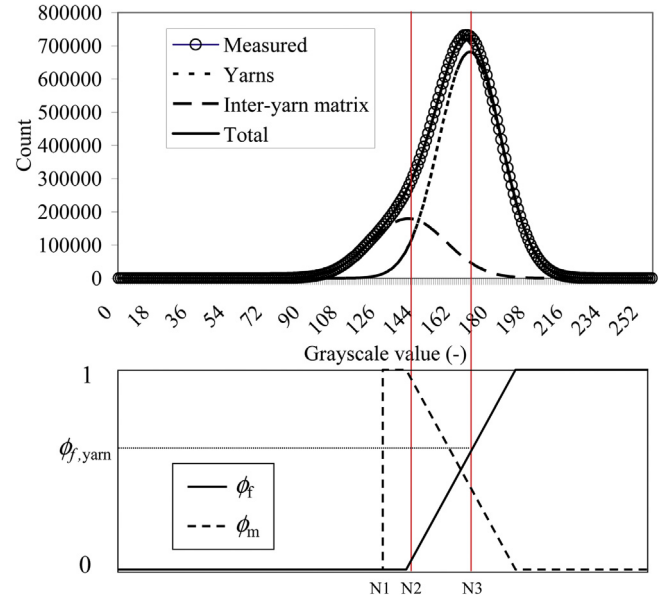 800000
700000
600000
500000
400000
300000
200000
100000
0
Count
Measured
Yarns
Inter-yarn matrix
Total
0 18 36 54 72 90 108 126 144 162 180 198 216 234 252
Grayscale value (-)
1
ϕf,yarn
0
ϕf
ϕm
N1 N2 N3